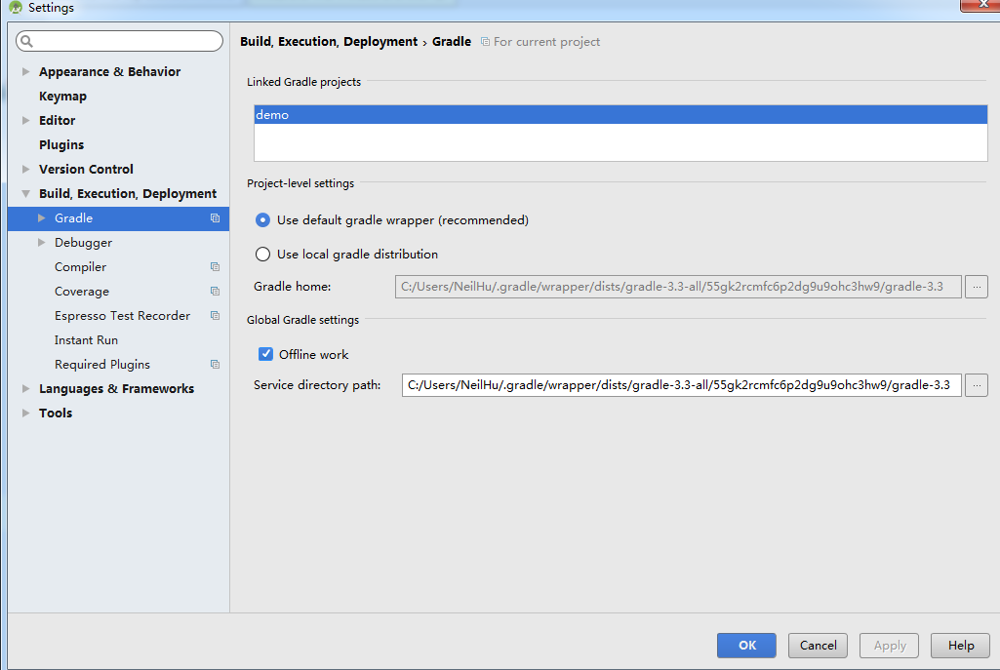 Settings
Build, Execution, Deployment › Gradle For current project
Appearance & Behavior
Keymap
Editor
Plugins
Version Control
Build, Execution, Deployment
Gradle
Debugger
Compiler
Coverage
Espresso Test Recorder
Instant Run
Required Plugins
Languages & Frameworks
Tools
Linked Gradle projects
demo
Project-level settings
Use default gradle wrapper (recommended)
Use local gradle distribution
Gradle home: C:/Users/NeilHu/.gradle/wrapper/dists/gradle-3.3-all/55gk2rcmfc6p2dg9u9ohc3hw9/gradle-3.3 ...
Global Gradle settings
Offline work
Service directory path: C:/Users/NeilHu/.gradle/wrapper/dists/gradle-3.3-all/55gk2rcmfc6p2dg9u9ohc3hw9/gradle-3.3 ...
OK Cancel Apply Help